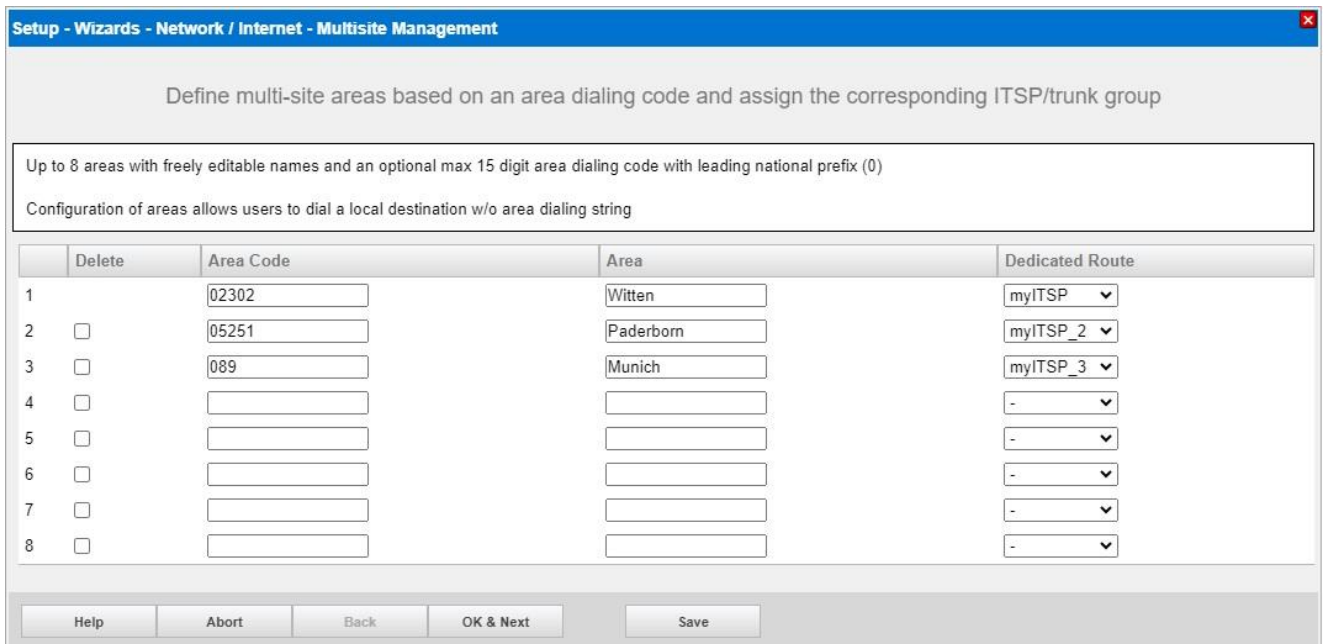 Setup - Wizards - Network / Internet - Multisite Management
Define multi-site areas based on an area dialing code and assign the corresponding ITSP/trunk group
Up to 8 areas with freely editable names and an optional max 15 digit area dialing code with leading national prefix (0)
Configuration of areas allows users to dial a local destination w/o area dialing string
Delete Area Code Area Dedicated Route
1 02302 Witten myITSP
2 05251 Paderborn myITSP_2
3 089 Munich myITSP_3
4 -
5 -
6 -
7 -
8 -
Help Abort Back OK & Next Save